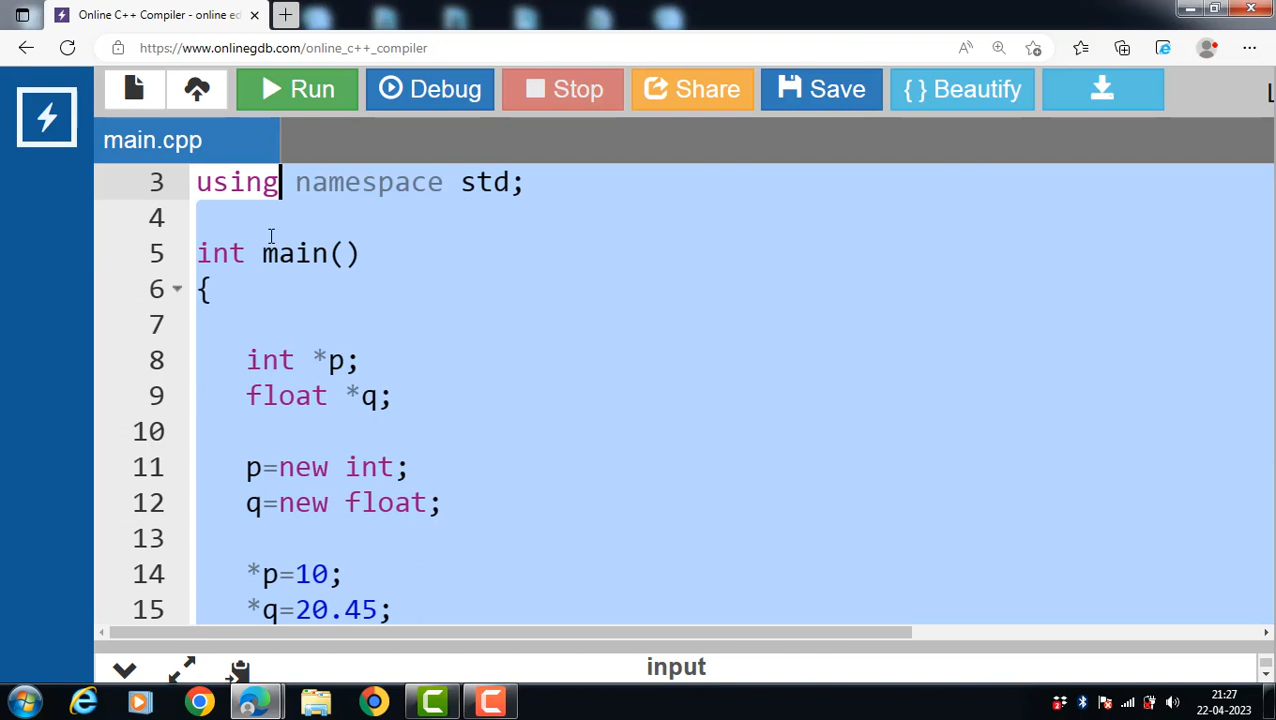 Online C++ Compiler - online ed
https://www.onlinegdb.com/online_c++_compiler
Run
Debug
Stop
Share
Save
{ } Beautify
main.cpp
3 using namespace std;
4
5 int main()
6 {
7
8 int *p;
9 float *q;
10
11 p=new int;
12 q=new float;
13
14 *p=10;
15 *q=20.45;
input
21:27
22-04-2023